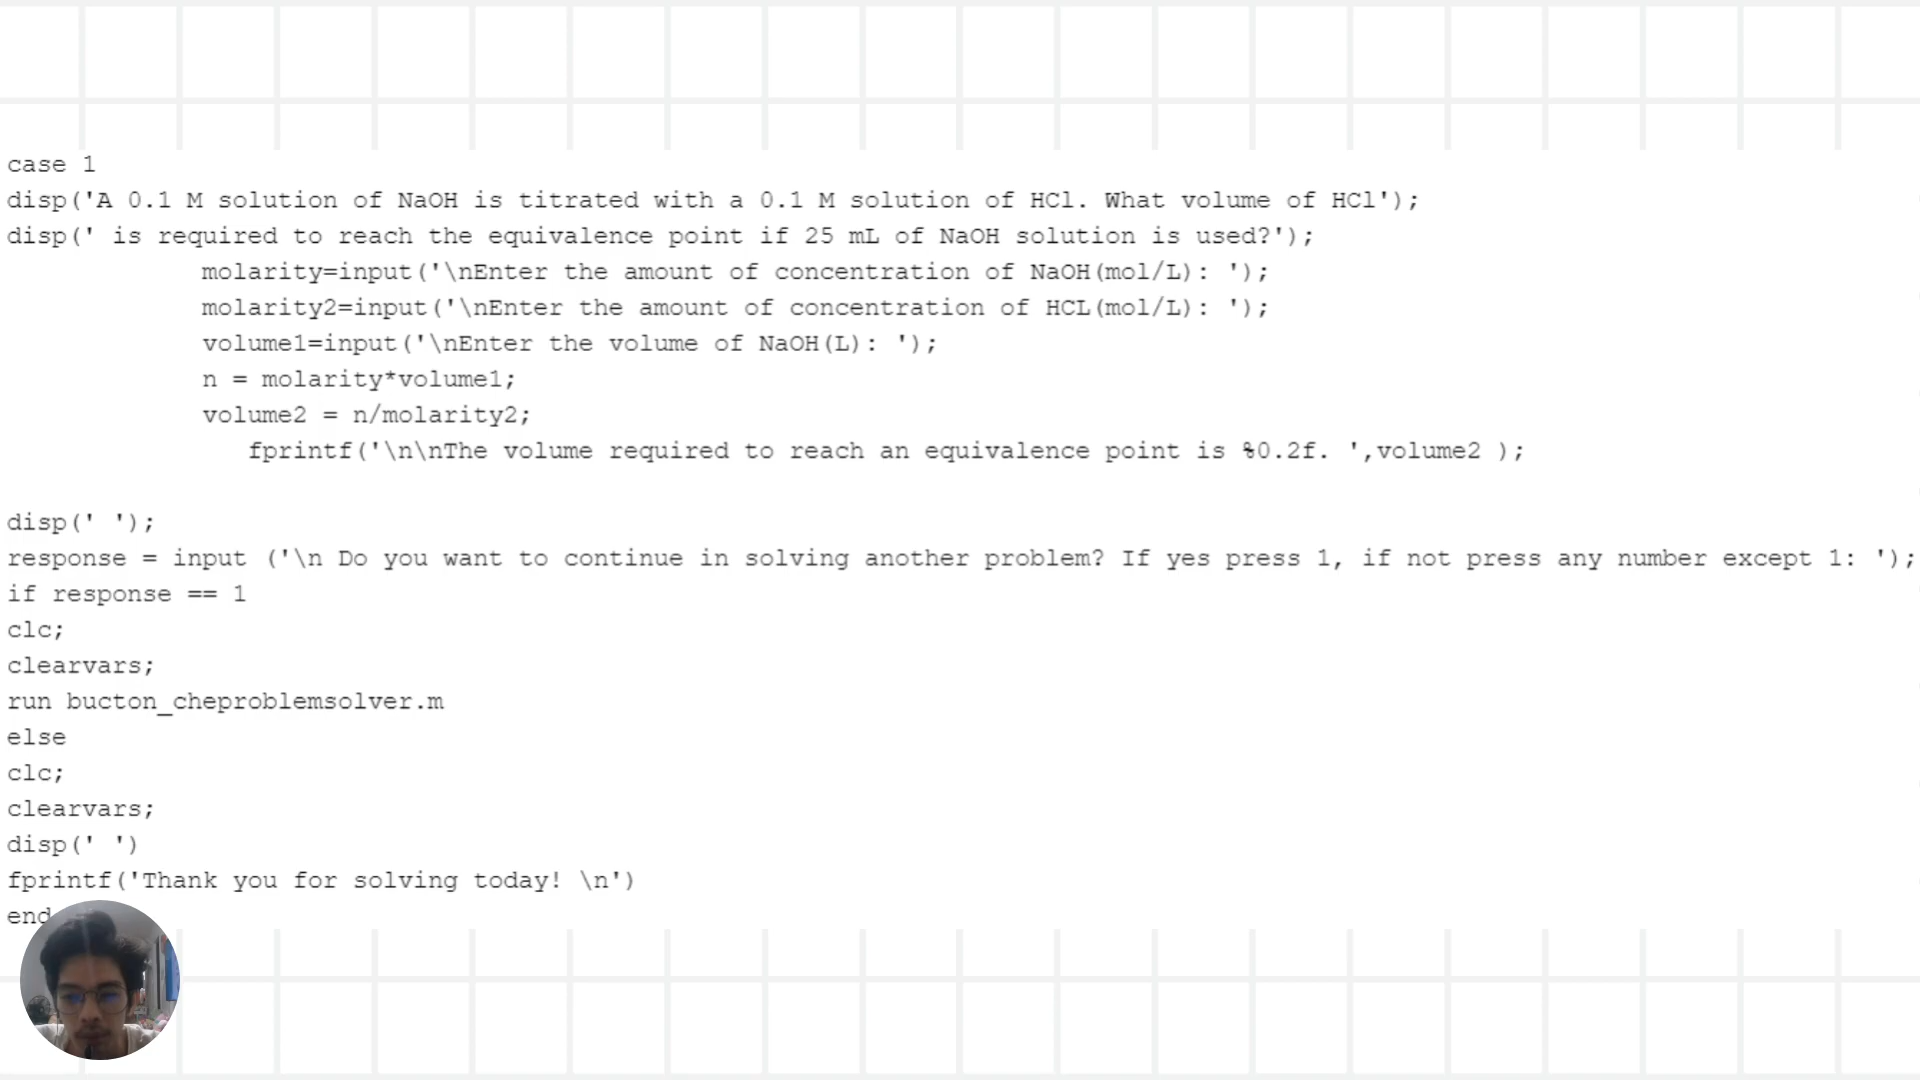 case 1
disp('A 0.1 M solution of NaOH is titrated with a 0.1 M solution of HCl. What volume of HCl');
disp(' is required to reach the equivalence point if 25 mL of NaOH solution is used?');
molarity=input('\nEnter the amount of concentration of NaOH(mol/L): ');
molarity2=input('\nEnter the amount of concentration of HCL(mol/L): ');
volume1=input('\nEnter the volume of NaOH(L): ');
n = molarity*volume1;
volume2 = n/molarity2;
fprintf('\n\nThe volume required to reach an equivalence point is %0.2f. ',volume2 );
disp(' ');
response = input ('\n Do you want to continue in solving another problem? If yes press 1, if not press any number except 1: ');
if response == 1
clc;
clearvars;
run bucton_cheproblemsolver.m
else
clc;
clearvars;
disp(' ')
fprintf('Thank you for solving today! \n')
end